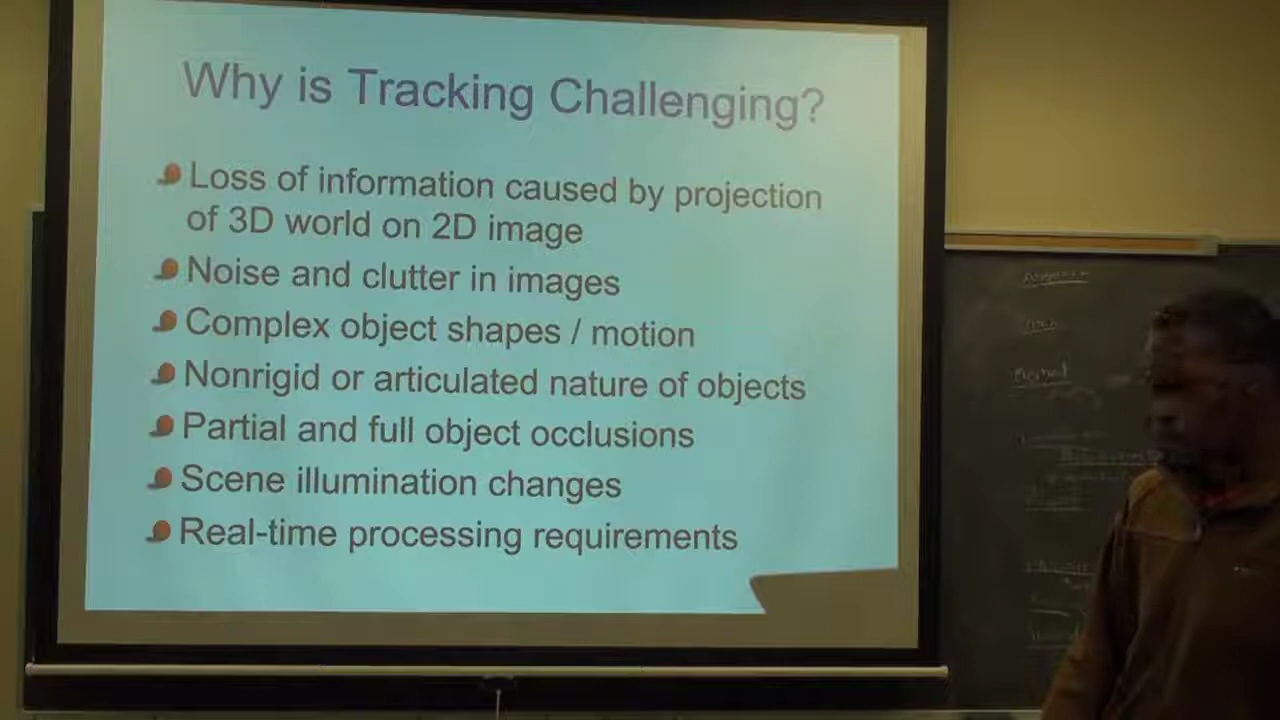 Why is Tracking Challenging?
Loss of information caused by projection
of 3D world on 2D image
Noise and clutter in images
Complex object shapes / motion
Nonrigid or articulated nature of objects
Partial and full object occlusions
Scene illumination changes
Real-time processing requirements